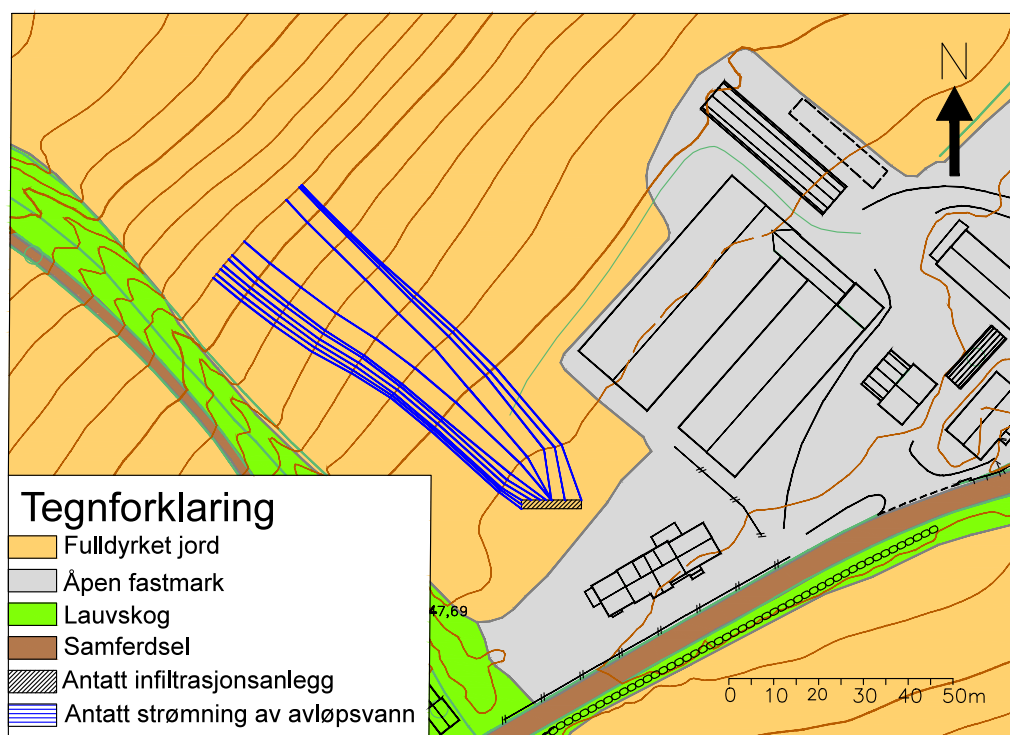 N
Tegnforklaring
Fulldyrket jord
Åpen fastmark
Lauvskog
Samferdsel
Antatt infiltrasjonsanlegg
Antatt strømning av avløpsvann
47,69
0 10 20 30 40 50m